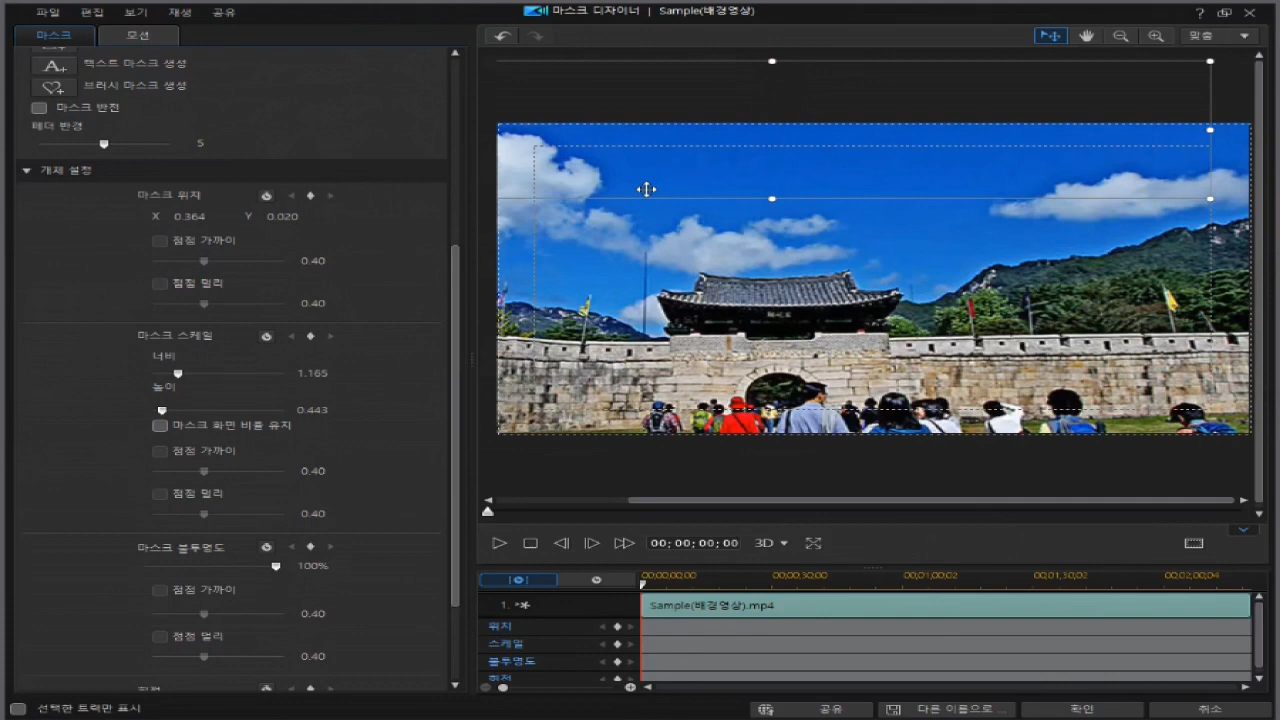 파일 편집 보기 재생 공유
마스크 디자이너 | Sample(배경영상)
마스크 모션
맞춤
텍스트 마스크 생성
브러시 마스크 생성
마스크 반전
페더 반경
5
개체 설정
마스크 위치
X 0.364 Y 0.020
점점 가까이
0.40
점점 멀리
0.40
마스크 스케일
너비
1.165
높이
0.443
마스크 화면 비율 유지
점점 가까이
0.40
점점 멀리
0.40
마스크 불투명도
100%
점점 가까이
0.40
점점 멀리
0.40
00;00;00;00 3D
00;00;00;00 00;00;30;00 00;01;00;02 00;01;30;02 00;02;00;04
1. Sample(배경영상).mp4
위치
스케일
불투명도
회전
선택한 트랙만 표시
공유 다른 이름으로 ... 확인 취소